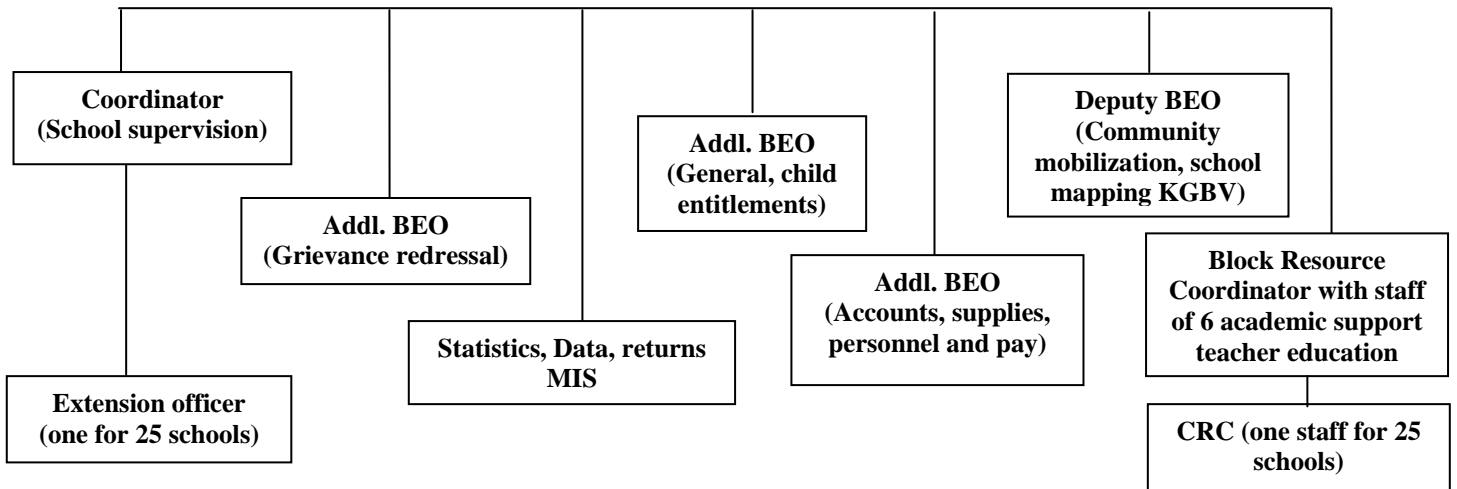 Coordinator
(School supervision)
Extension officer
(one for 25 schools)
Addl. BEO
(Grievance redressal)
Statistics, Data, returns
MIS
Addl. BEO
(General, child
entitlements)
Addl. BEO
(Accounts, supplies,
personnel and pay)
Deputy BEO
(Community
mobilization, school
mapping KGBV)
Block Resource
Coordinator with staff
of 6 academic support
teacher education
CRC (one staff for 25
schools)